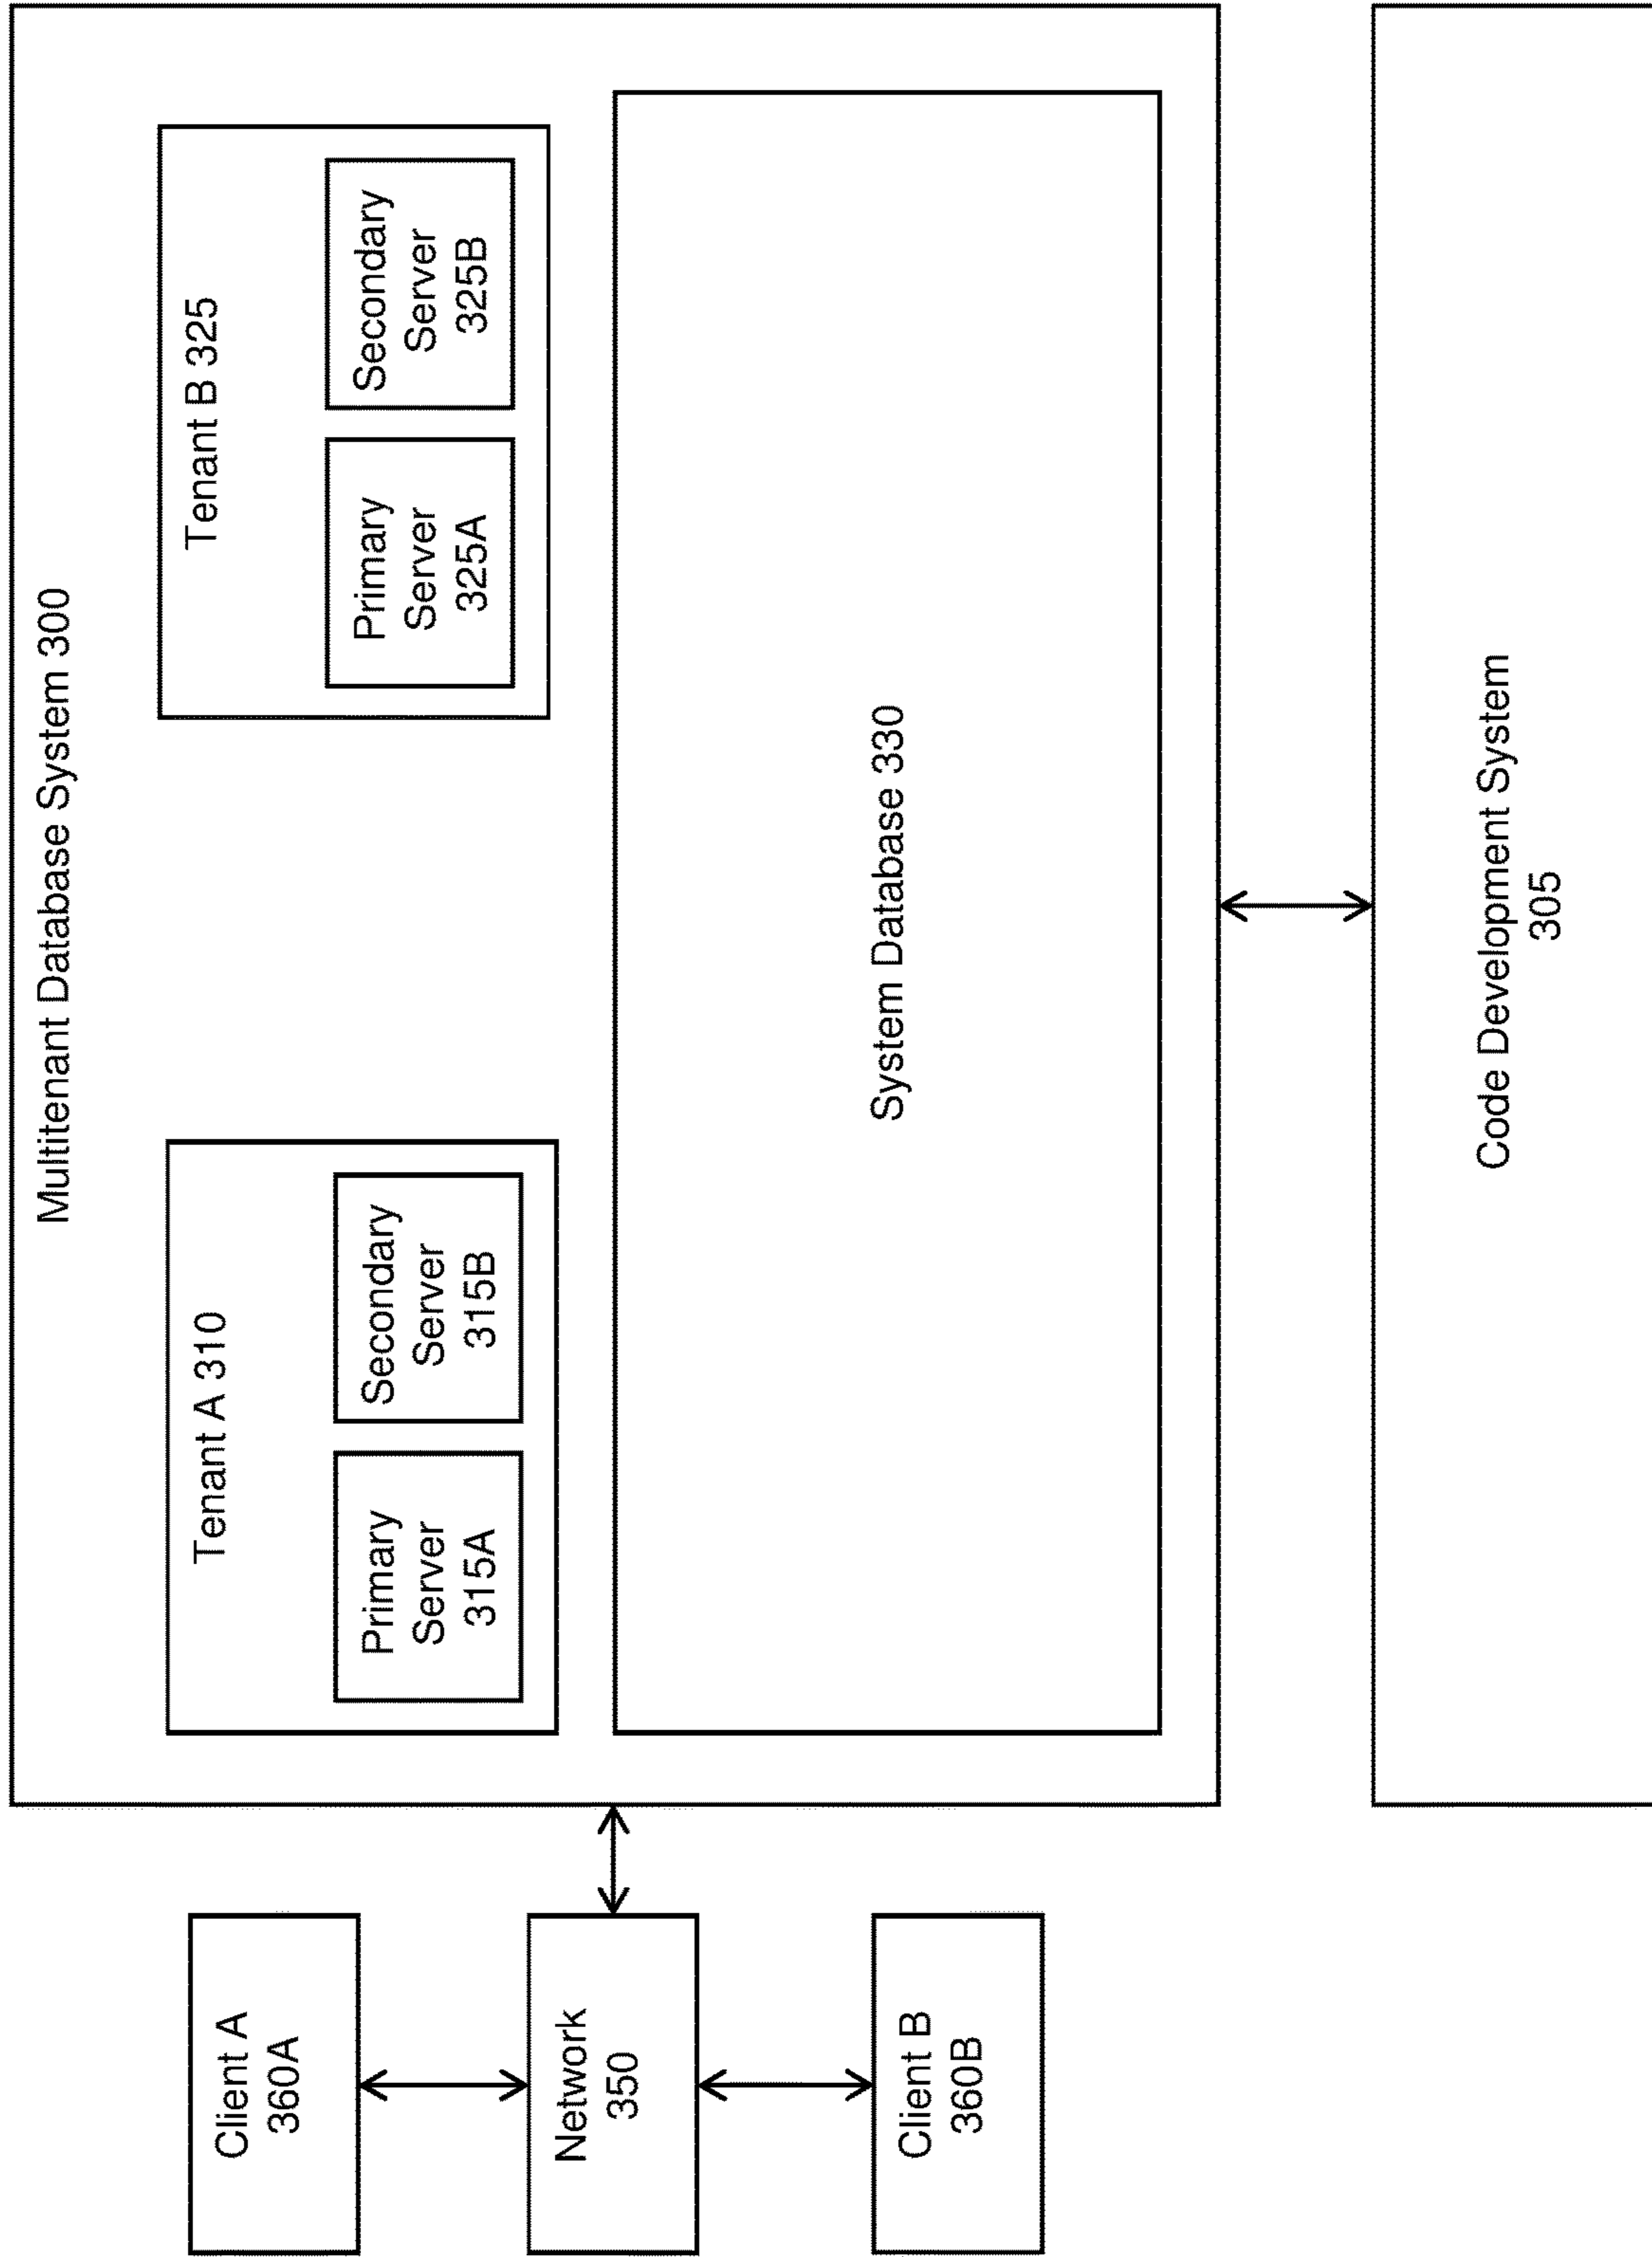 Multitenant Database System 300
Client A
360A
Tenant A 310
Primary
Server
315A
Secondary
Server
315B
Tenant B 325
Primary
Server
325A
Secondary
Server
325B
Network
350
System Database 330
Client B
360B
Code Development System
305